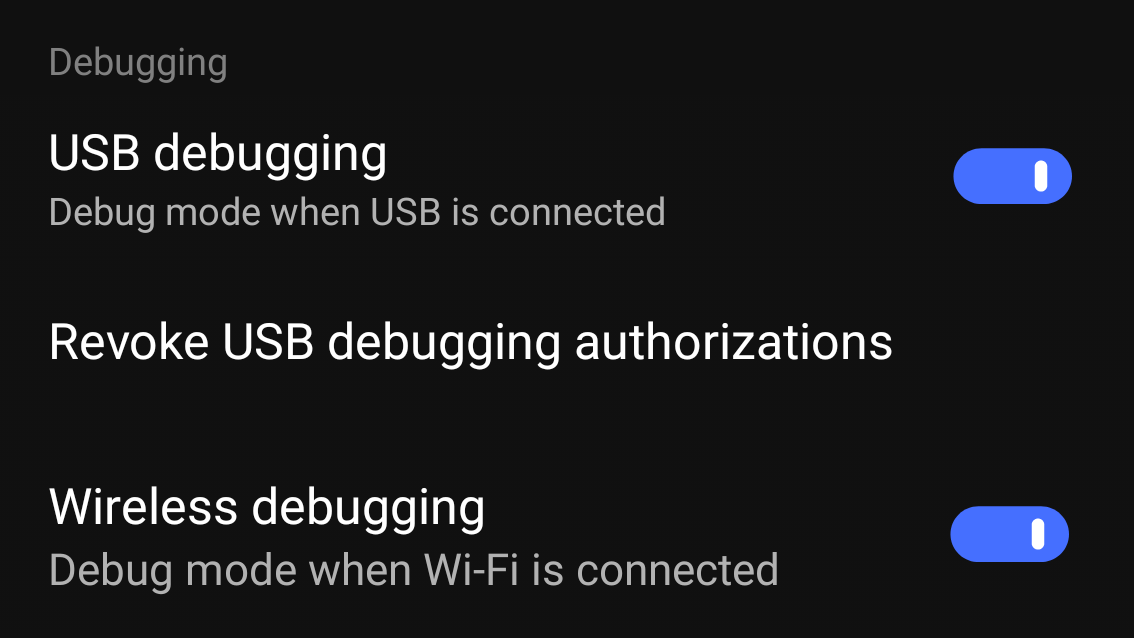 Debugging
USB debugging
Debug mode when USB is connected
Revoke USB debugging authorizations
Wireless debugging
Debug mode when Wi-Fi is connected